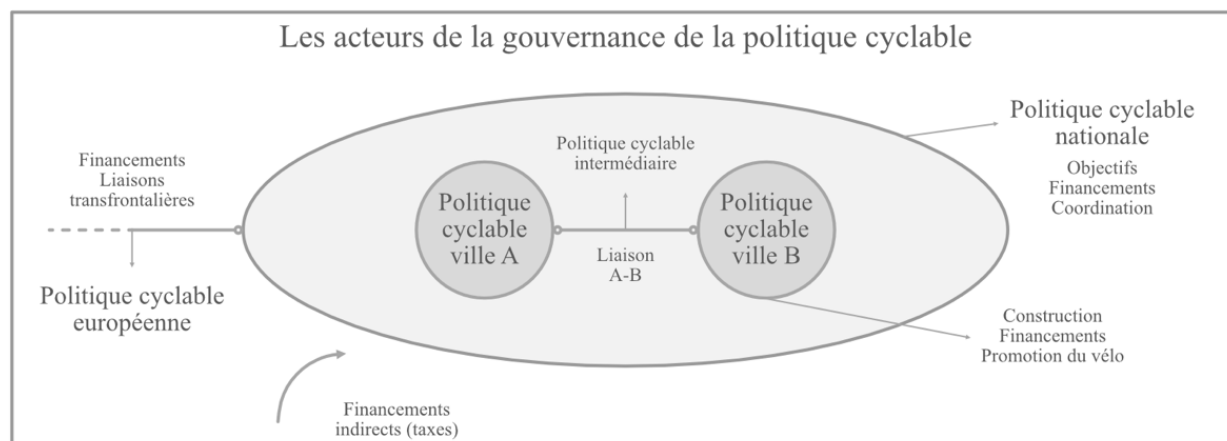 Les acteurs de la gouvernance de la politique cyclable
Politique cyclable
nationale
Objectifs
Financements
Coordination
Politique cyclable
intermédiaire
Financements
Liaisons
transfrontalières
Politique
cyclable
ville A
Politique
cyclable
ville B
Liaison
A-B
Politique cyclable
européenne
Construction
Financements
Promotion du vélo
Financements
indirects (taxes)